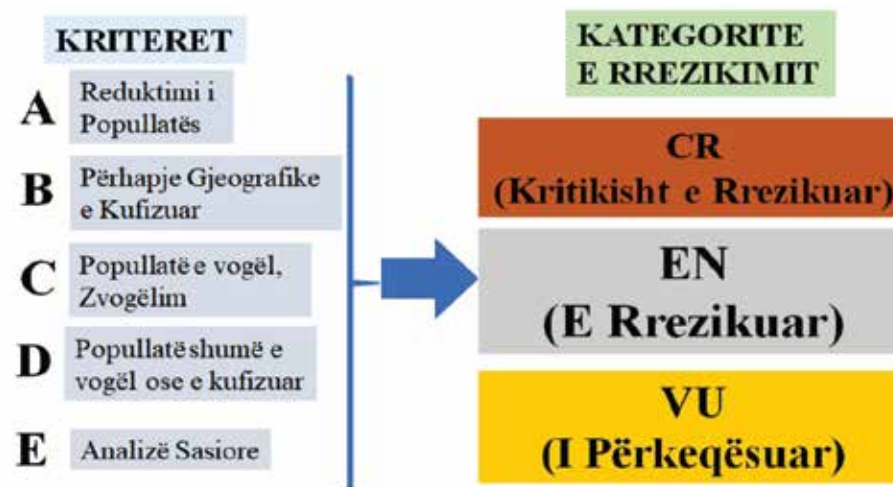 KRITERET
A
Reduktimi i
Popullatës
B
Përhapje Gjeografike
e Kufizuar
C
Popullatë e vogël,
Zvogëlim
D
Popullatë shumë e
vogël ose e kufizuar
E
Analizë Sasiore
KATEGORITE
E RREZIKIMIT
CR
(Kritikisht e Rrezikuar)
EN
(E Rrezikuar)
VU
(I Përkeqësuar)